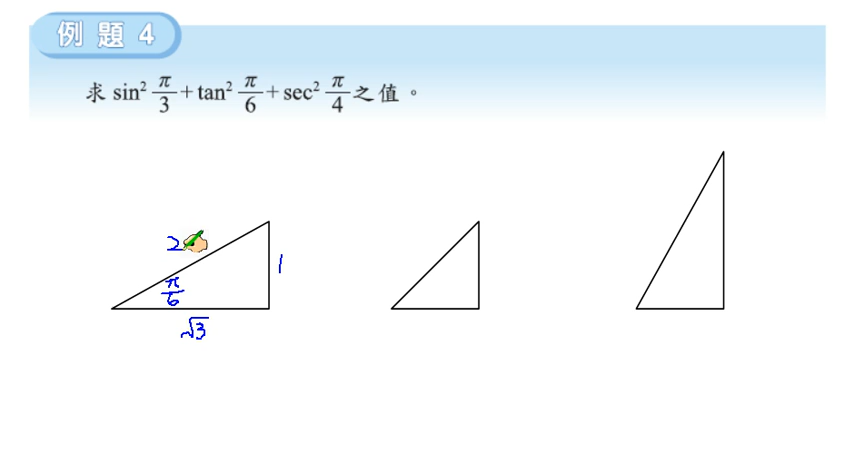 例題 4
求 sin² π/3 + tan² π/6 + sec² π/4 之值。
2
1
π/6
√3